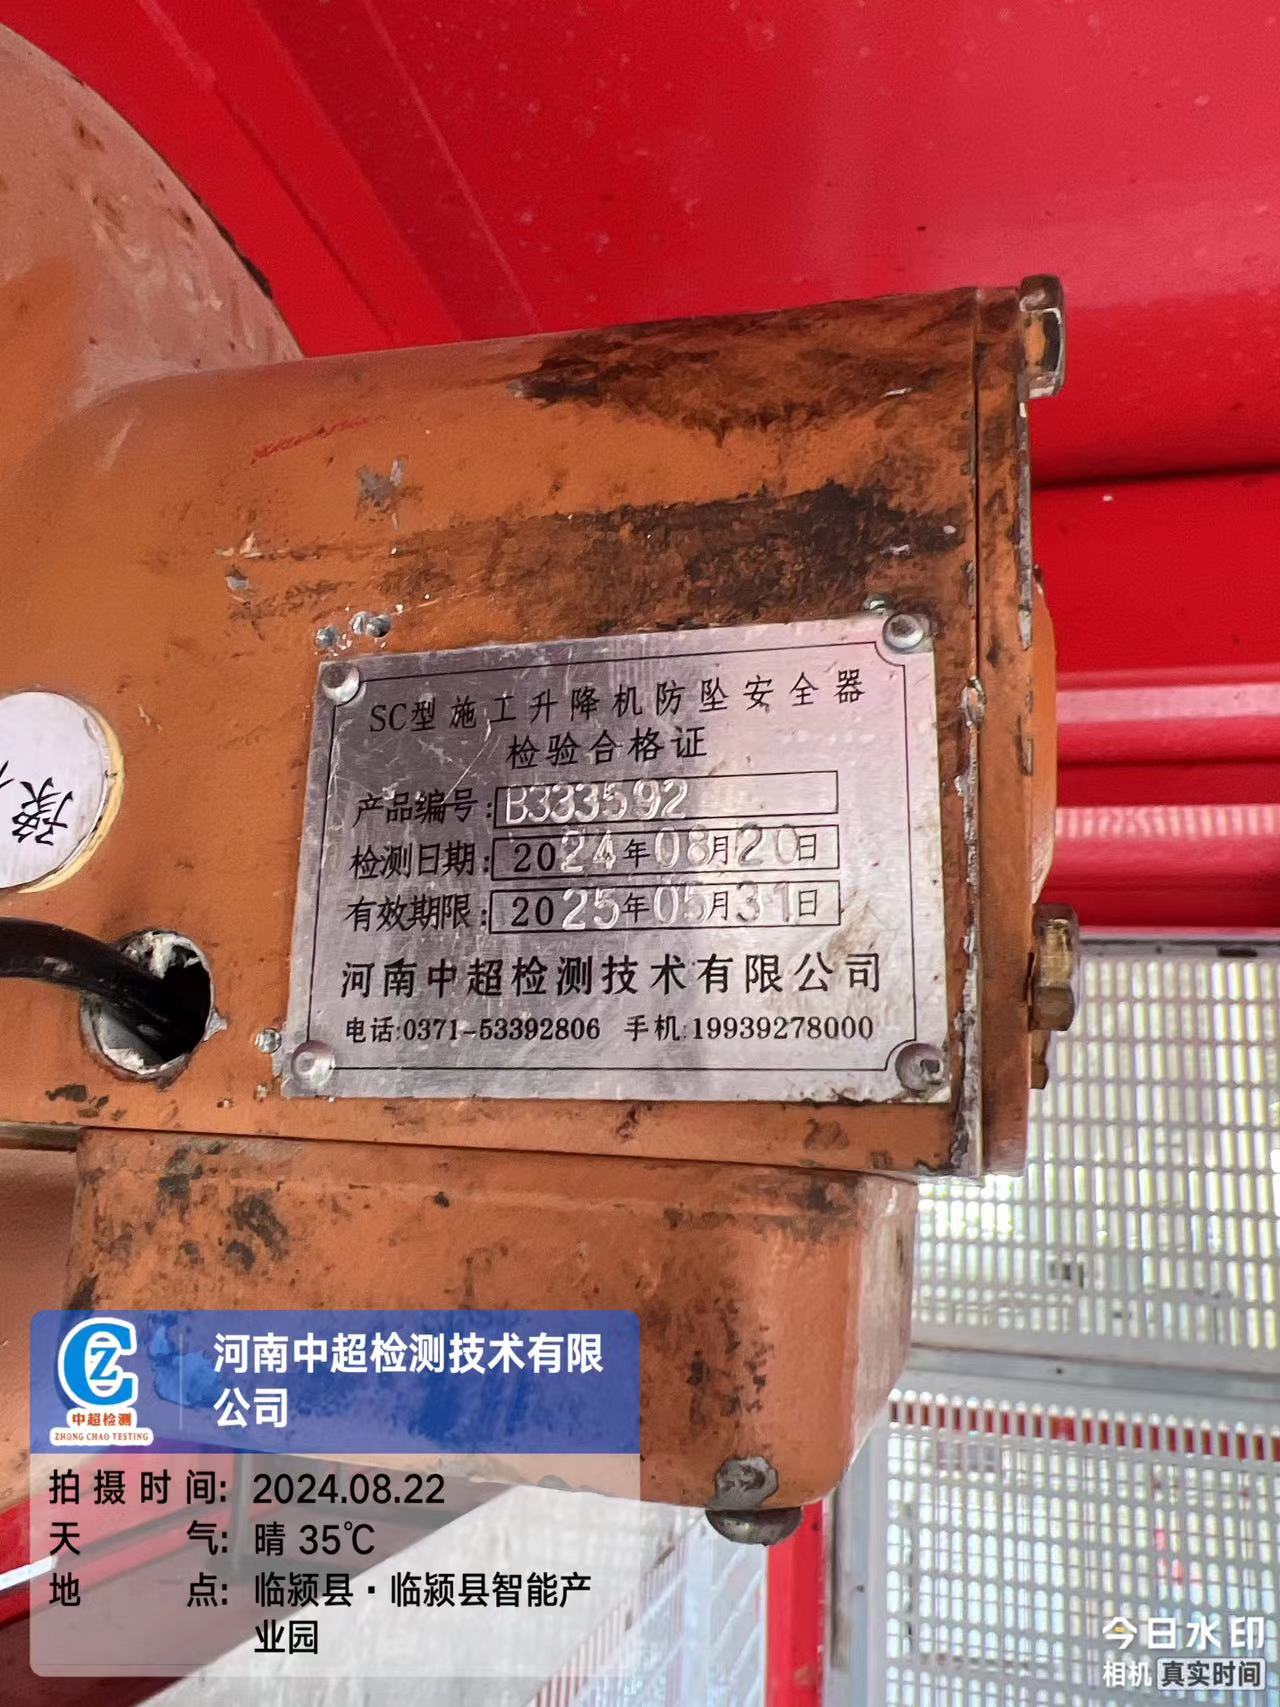 SC型施工升降机防坠安全器
检验合格证
产品编号:B333592
检测日期:2024年08月20日
有效期限:2025年05月31日
河南中超检测技术有限公司
电话:0371-53392806 手机:19939278000
豫
河南中超检测技术有限
公司
中超检测
ZHONG CHAO TESTING
拍摄时间: 2024.08.22
天气: 晴 35℃
地点: 临颍县·临颍县智能产
业园
今日水印
相机 真实时间